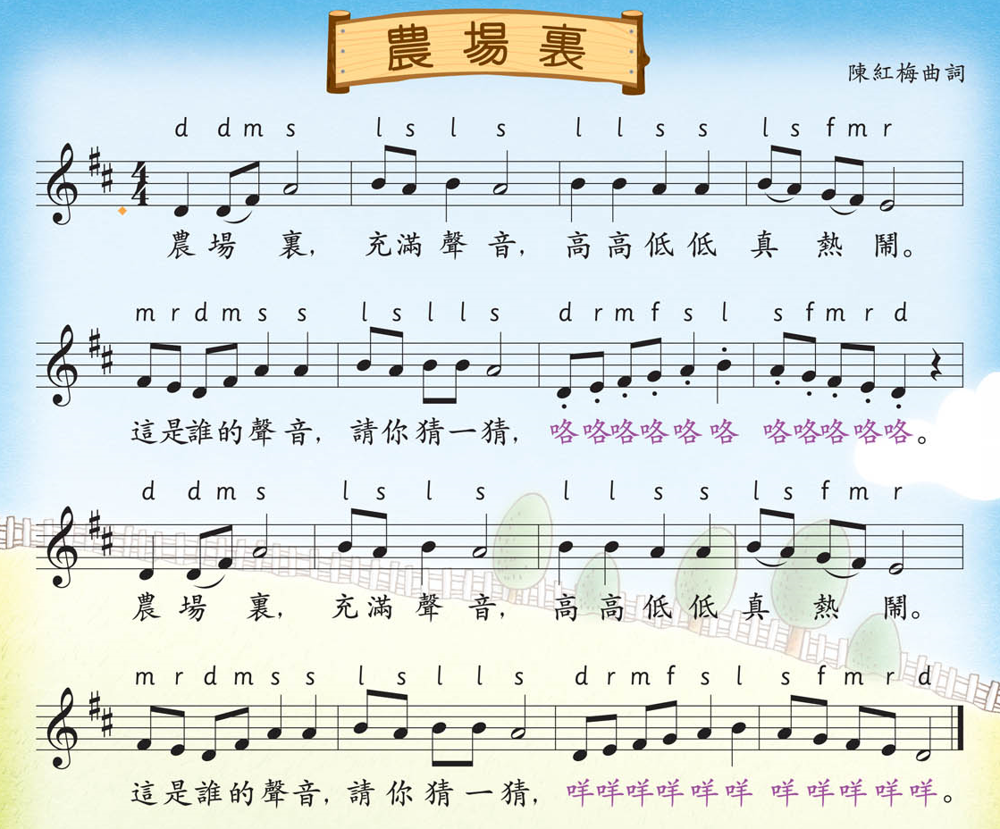 農場裏
陳紅梅曲詞
d d m s l s l s l l s s l s f m r
4
4
農場 裏， 充滿 聲 音， 高 高 低 低 真 熱 鬧。
m r d m s s l s l l s d r m f s l s f m r d
這是誰的聲音， 請你猜一猜， 咯咯咯咯咯咯 咯咯咯咯咯。
d d m s l s l s l l s s l s f m r
農 場 裏， 充滿 聲 音， 高 高 低 低 真 熱 鬧。
m r d m s s l s l l s d r m f s l s f m r d
這是誰的聲音， 請你猜一猜， 咩咩咩咩咩咩 咩咩咩咩咩。